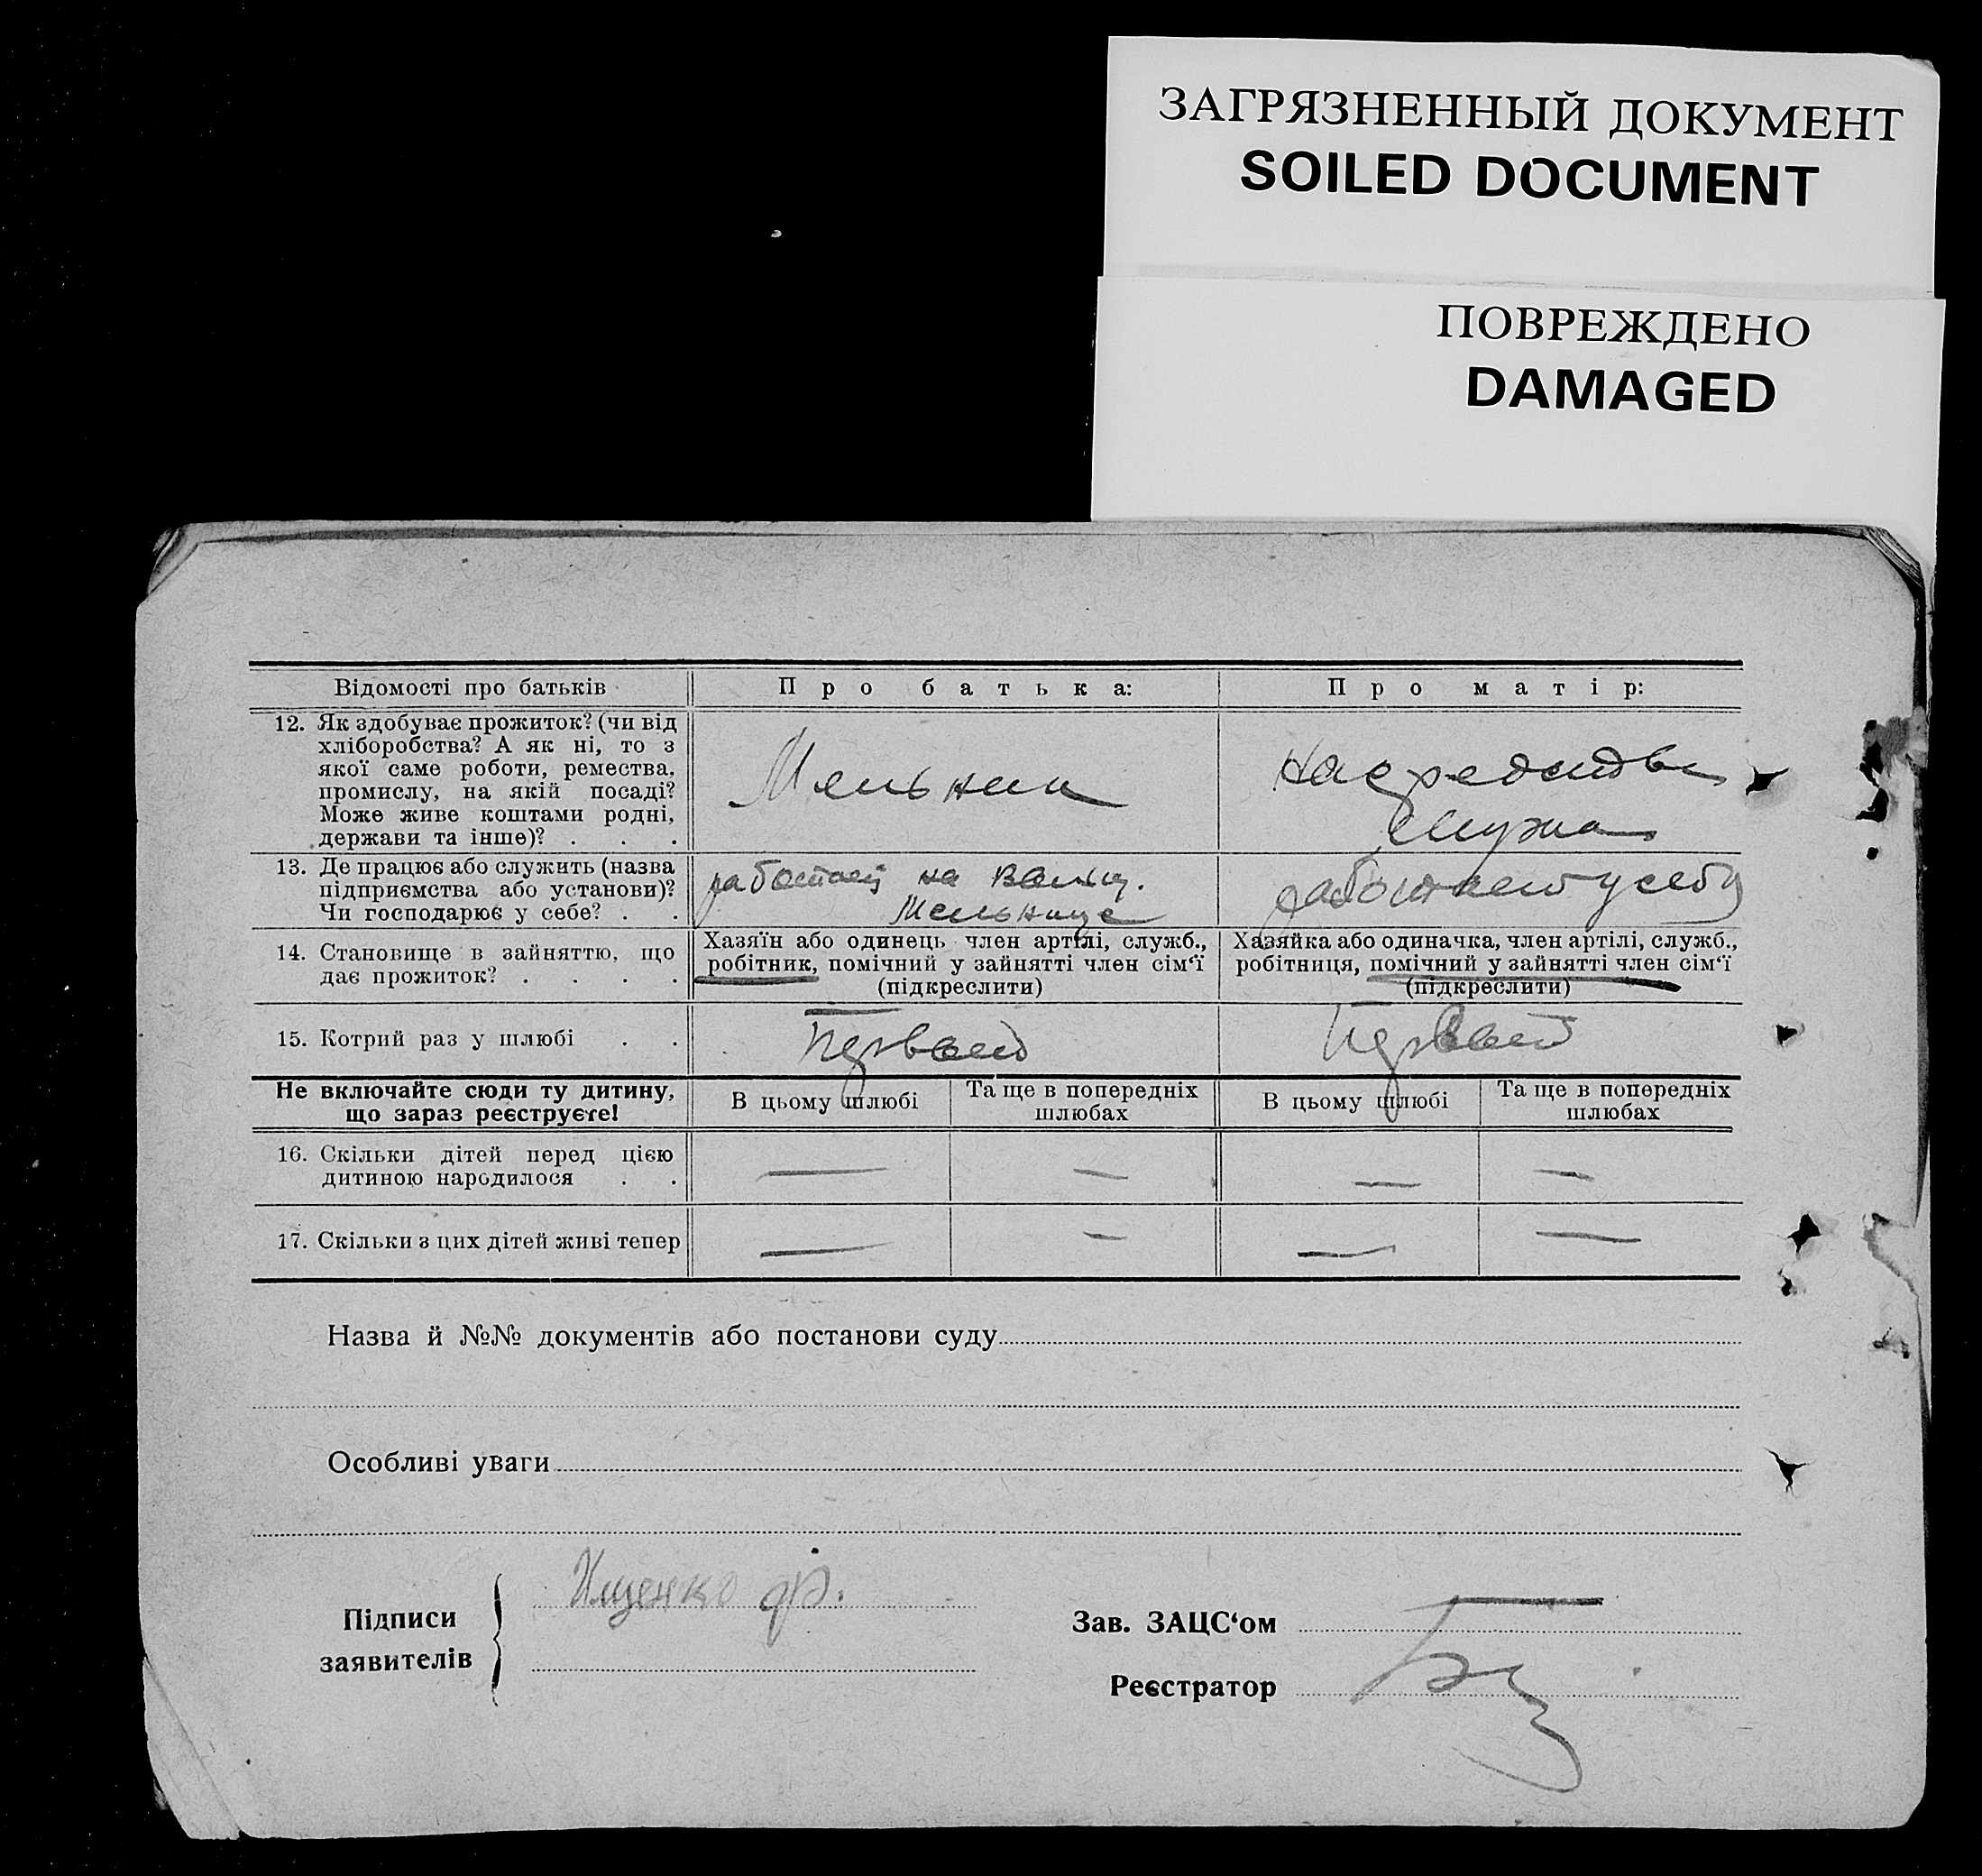 ЗАГРЯЗНЕННЫЙ ДОКУМЕНТ
SOILED DOCUMENT
ПОВРЕЖДЕНО
DAMAGED
Відомості про батьків
Про батька:
Про матір:
12. Як здобуває прожиток? (чи від
хліборобства? А як ні, то з
якої саме роботи, ремества,
промислу, на якій посаді?
Може живе коштами родні,
держави та інше)? . . .
Мельник
на средства
мужа
13. Де працює або служить (назва
підприємства або установи)?
Чи господарює у себе? . .
работает на
Мельнице
работает у себя
14. Становище в зайняттю, що
дає прожиток? . . . .
Хазяїн або одинець член артілі, служб.,
робітник, помічний у зайнятті член сім‘ї
(підкреслити)
Хазяйка або одиначка, член артілі, служб.,
робітниця, помічний у зайнятті член сім‘ї
(підкреслити)
15. Котрий раз у шлюбі . .
Первый
Первый
Не включайте сюди ту дитину,
що зараз реєструєте!
В цьому шлюбі
Та ще в попередніх
шлюбах
В цьому шлюбі
Та ще в попередніх
шлюбах
16. Скільки дітей перед цією
дитиною народилося . .
— — — —
17. Скільки з цих дітей живі тепер
— — — —
Назва й №№ документів або постанови суду
Особливі уваги
Підписи
заявителів
Ищенко Ф.
Зав. ЗАЦС‘ом
Реєстратор